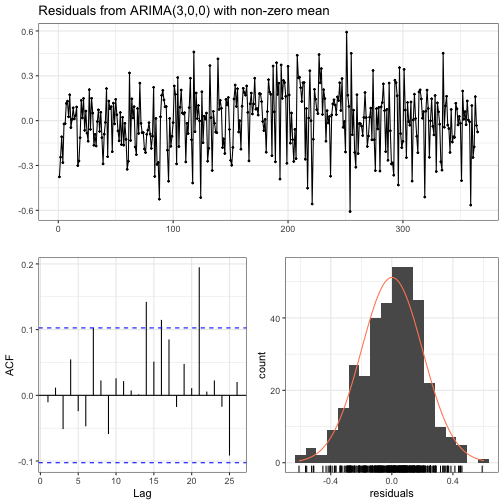 Residuals from ARIMA(3,0,0) with non-zero mean
0.6
0.3
0.0
-0.3
-0.6
0 100 200 300
0.2
0.1
0.0
-0.1
ACF
0 5 10 15 20 25
Lag
40
20
0
count
-0.4 0.0 0.4
residuals